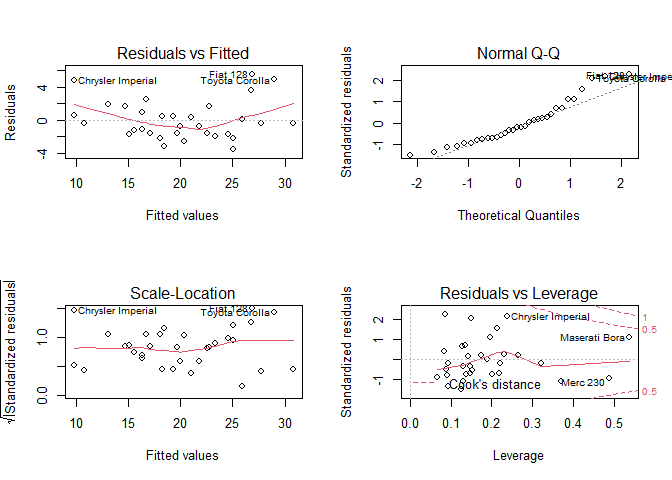 Residuals vs Fitted
Residuals
4
0
-4
Chrysler Imperial
Fiat 128
Toyota Corolla
10
15
20
25
30
Fitted values
Normal Q-Q
Standardized residuals
2
1
0
-1
Fiat 128
Toyota Corolla
-2
-1
0
1
2
Theoretical Quantiles
Scale-Location
√|Standardized residuals|
1.0
0.0
Chrysler Imperial
Fiat 128
Toyota Corolla
10
15
20
25
30
Fitted values
Residuals vs Leverage
Standardized residuals
2
1
-1
Chrysler Imperial
Maserati Bora
Merc 230
Cook's distance
1
0.5
0.5
0.0
0.1
0.2
0.3
0.4
0.5
Leverage